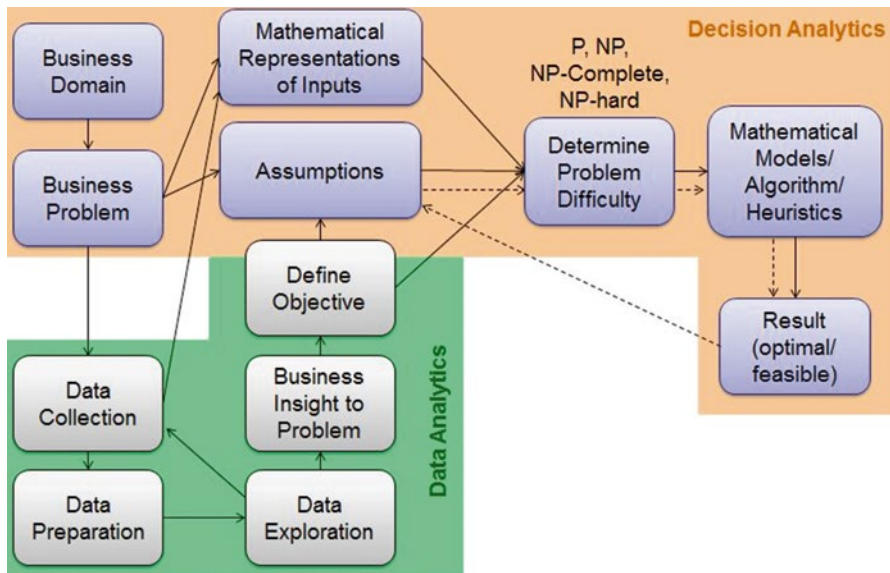 Decision Analytics
Business
Domain
Mathematical
Representations
of Inputs
P, NP,
NP-Complete,
NP-hard
Business
Problem
Assumptions
Determine
Problem
Difficulty
Mathematical
Models/
Algorithm/
Heuristics
Define
Objective
Result
(optimal/
feasible)
Data
Collection
Business
Insight to
Problem
Data Analytics
Data
Preparation
Data
Exploration